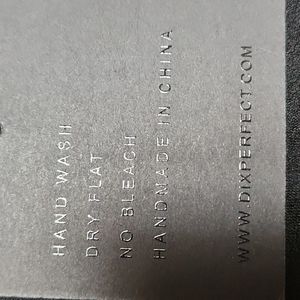 HAND WASH
DRY FLAT
NO BLEACH
HANDMADE IN CHINA
WWW.DIXPERFECT.COM